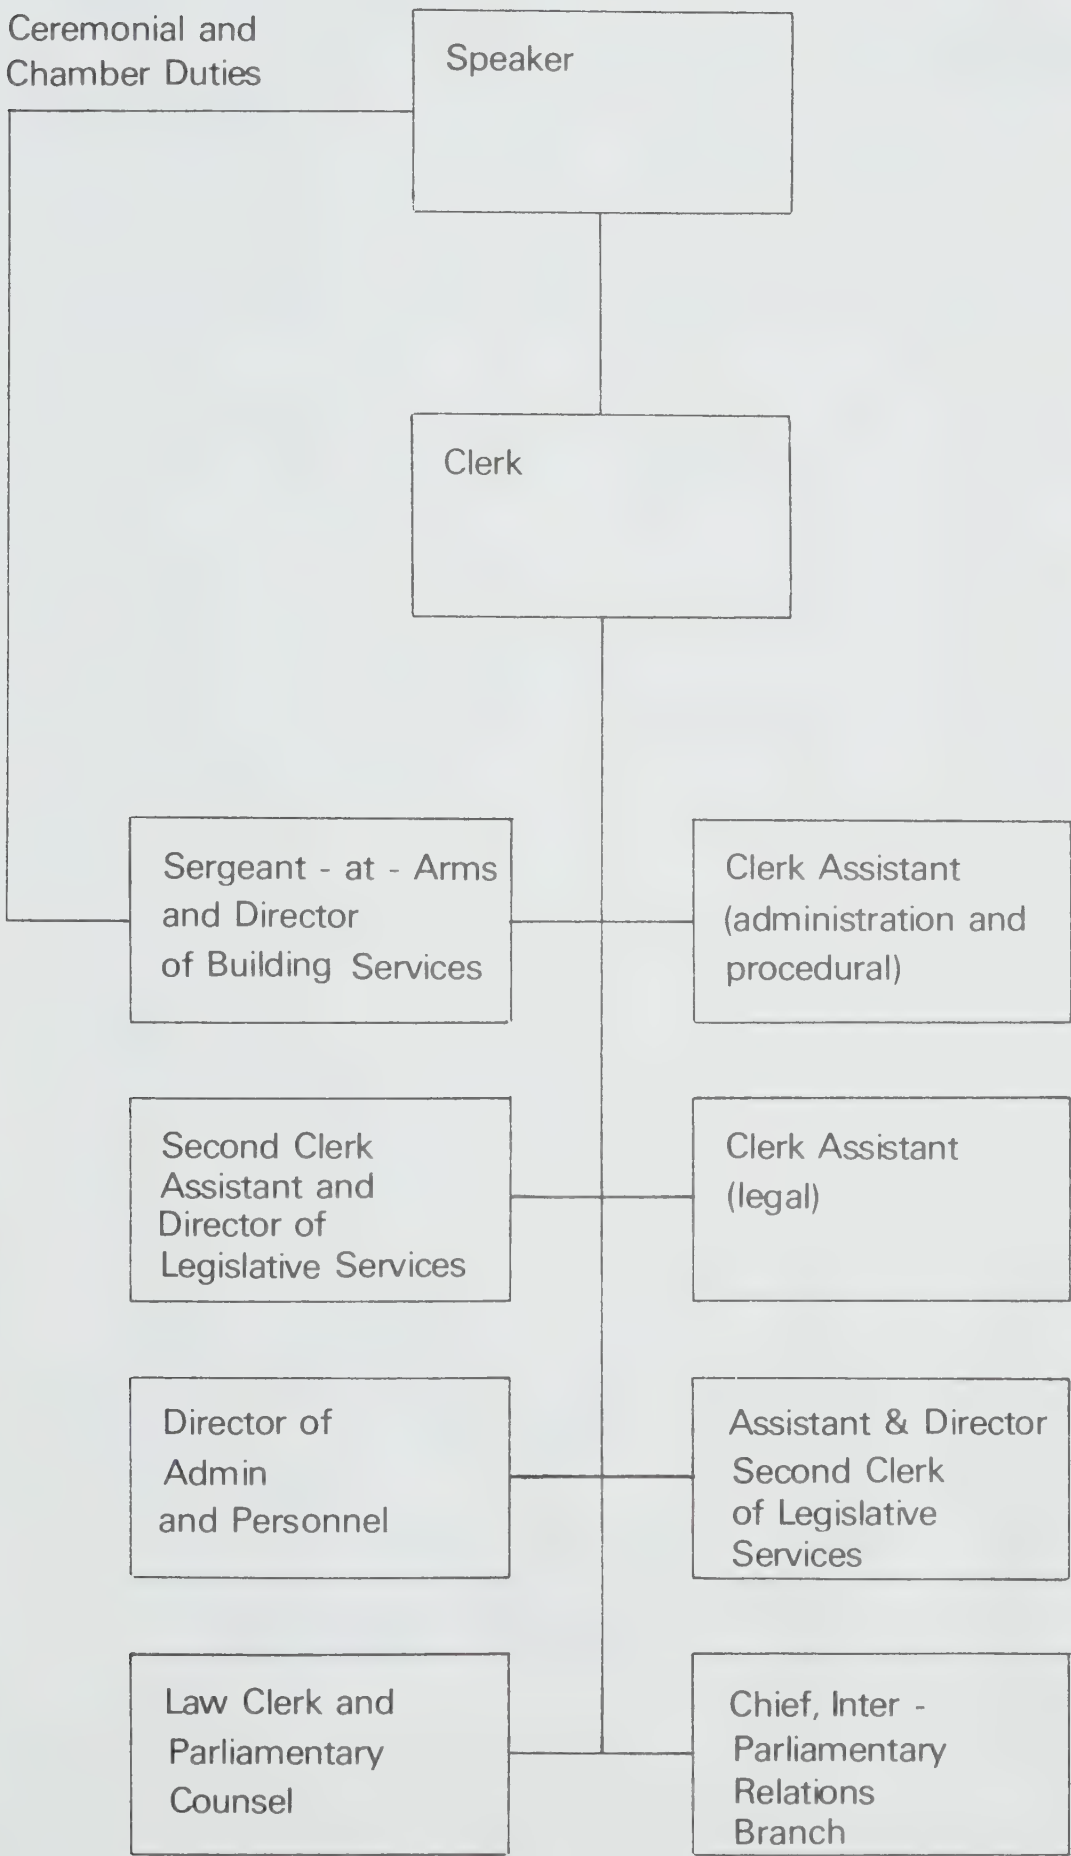 Ceremonial and
Chamber Duties
Speaker
Clerk
Sergeant - at - Arms
and Director
of Building Services
Clerk Assistant
(administration and
procedural)
Second Clerk
Assistant and
Director of
Legislative Services
Clerk Assistant
(legal)
Director of
Admin
and Personnel
Assistant & Director
Second Clerk
of Legislative
Services
Law Clerk and
Parliamentary
Counsel
Chief, Inter -
Parliamentary
Relations
Branch